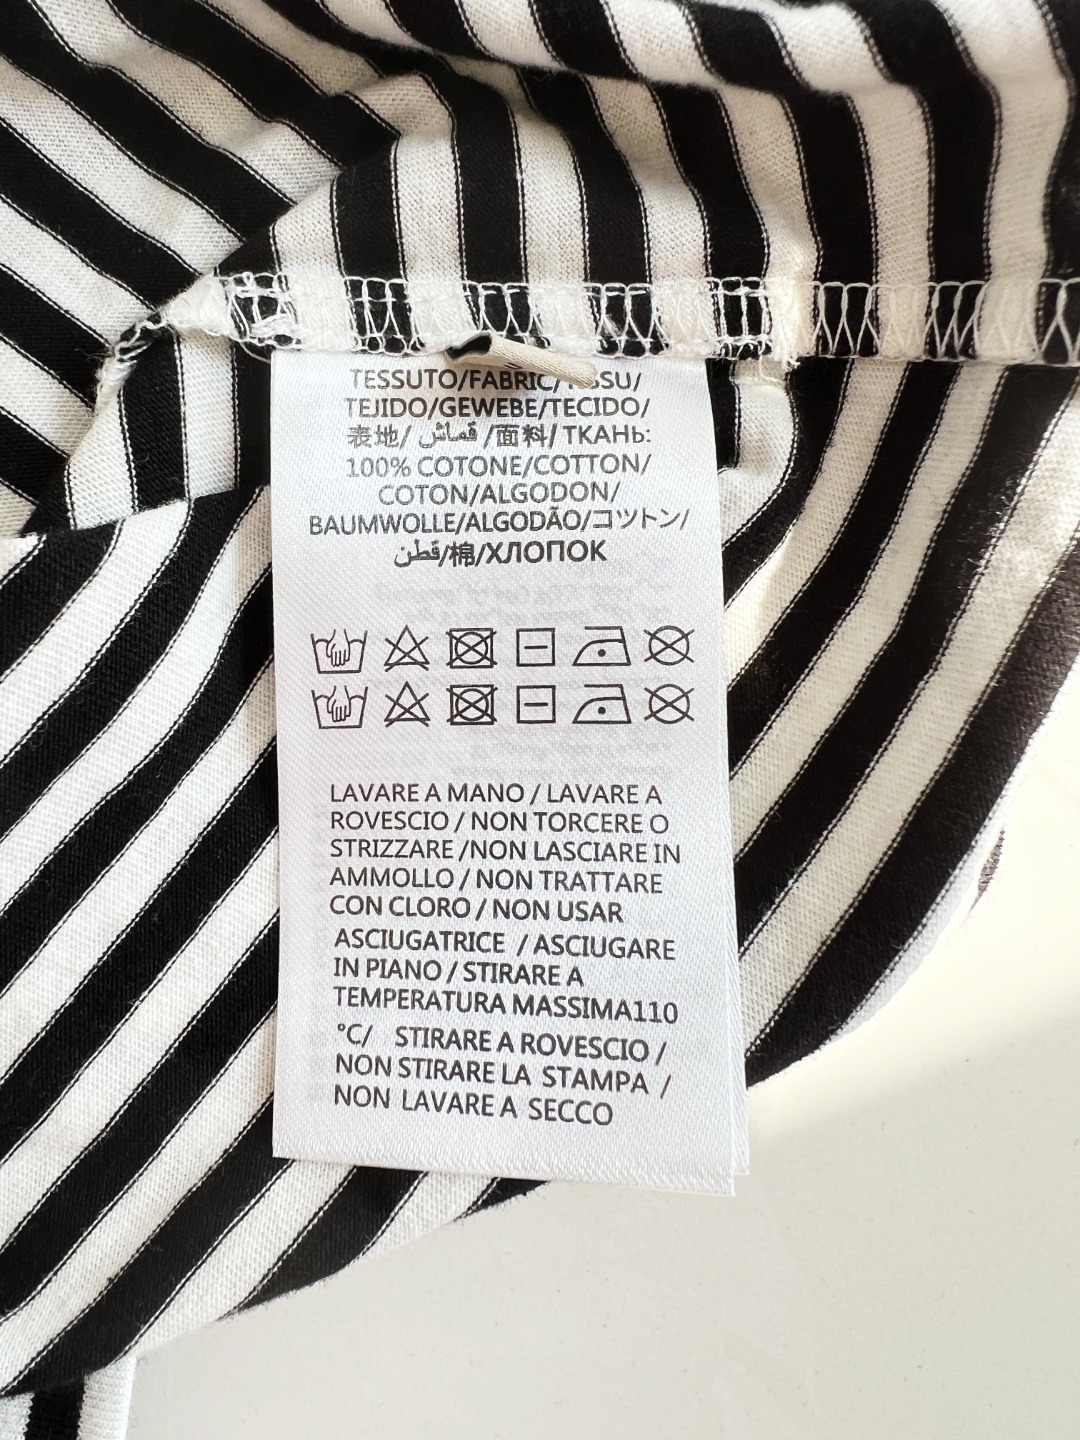 TESSUTO/FABRIC/TISSU/
TEJIDO/GEWEBE/TECIDO/
表地/ قماش /面料/ ТКАНЬ:
100% COTONE/COTTON/
COTON/ALGODON/
BAUMWOLLE/ALGODÃO/コツトン/
قطن/棉/ХЛОПОК
LAVARE A MANO / LAVARE A
ROVESCIO / NON TORCERE O
STRIZZARE /NON LASCIARE IN
AMMOLLO / NON TRATTARE
CON CLORO / NON USAR
ASCIUGATRICE / ASCIUGARE
IN PIANO / STIRARE A
TEMPERATURA MASSIMA110
°C/ STIRARE A ROVESCIO /
NON STIRARE LA STAMPA /
NON LAVARE A SECCO